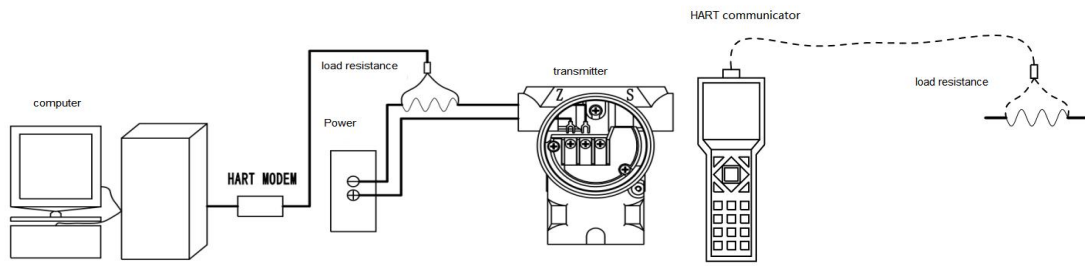 HART communicator
load resistance
transmitter
load resistance
computer
Z S
Power
HART MODEM